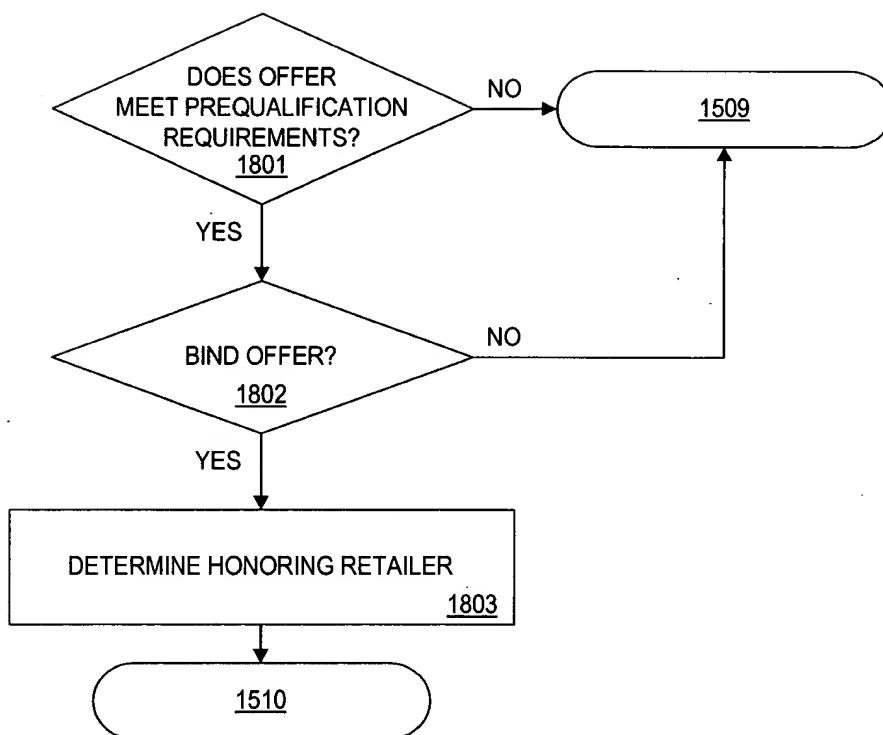 DOES OFFER
MEET PREQUALIFICATION
REQUIREMENTS?
1801
NO
1509
YES
BIND OFFER?
1802
NO
YES
DETERMINE HONORING RETAILER
1803
1510